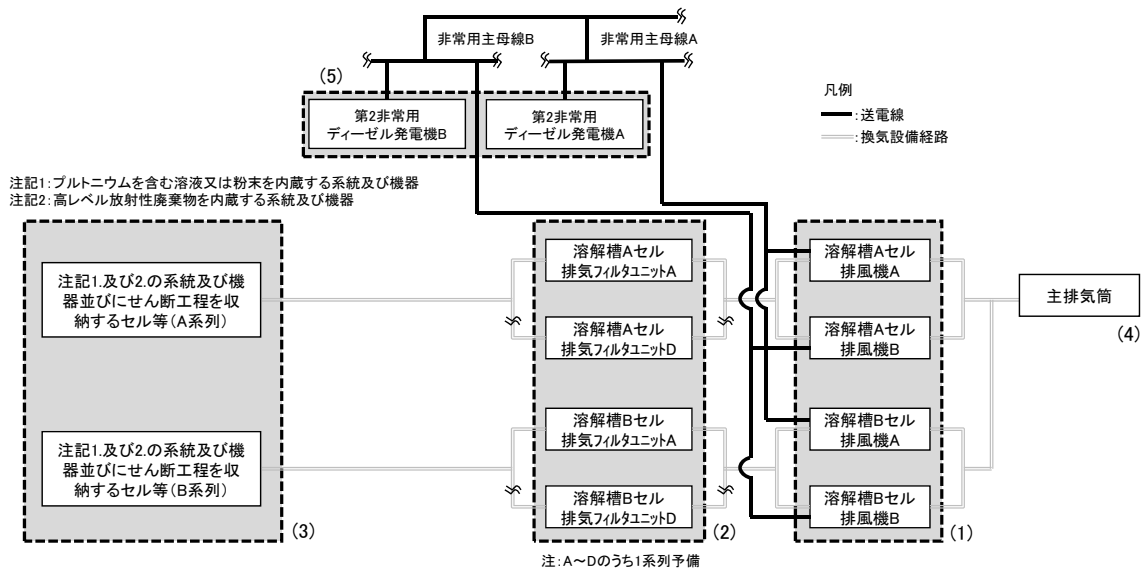 非常用主母線B
非常用主母線A
(5)
第2非常用
ディーゼル発電機B
第2非常用
ディーゼル発電機A
凡例
:送電線
:換気設備経路
注記1:プルトニウムを含む溶液又は粉末を内蔵する系統及び機器
注記2:高レベル放射性廃棄物を内蔵する系統及び機器
注記1.及び2.の系統及び機
器並びにせん断工程を収
納するセル等(A系列)
注記1.及び2.の系統及び機
器並びにせん断工程を収
納するセル等(B系列)
(3)
溶解槽Aセル
排気フィルタユニットA
溶解槽Aセル
排気フィルタユニットD
溶解槽Bセル
排気フィルタユニットA
溶解槽Bセル
排気フィルタユニットD
(2)
注:A~Dのうち1系列予備
溶解槽Aセル
排風機A
溶解槽Aセル
排風機B
溶解槽Bセル
排風機A
溶解槽Bセル
排風機B
(1)
主排気筒
(4)